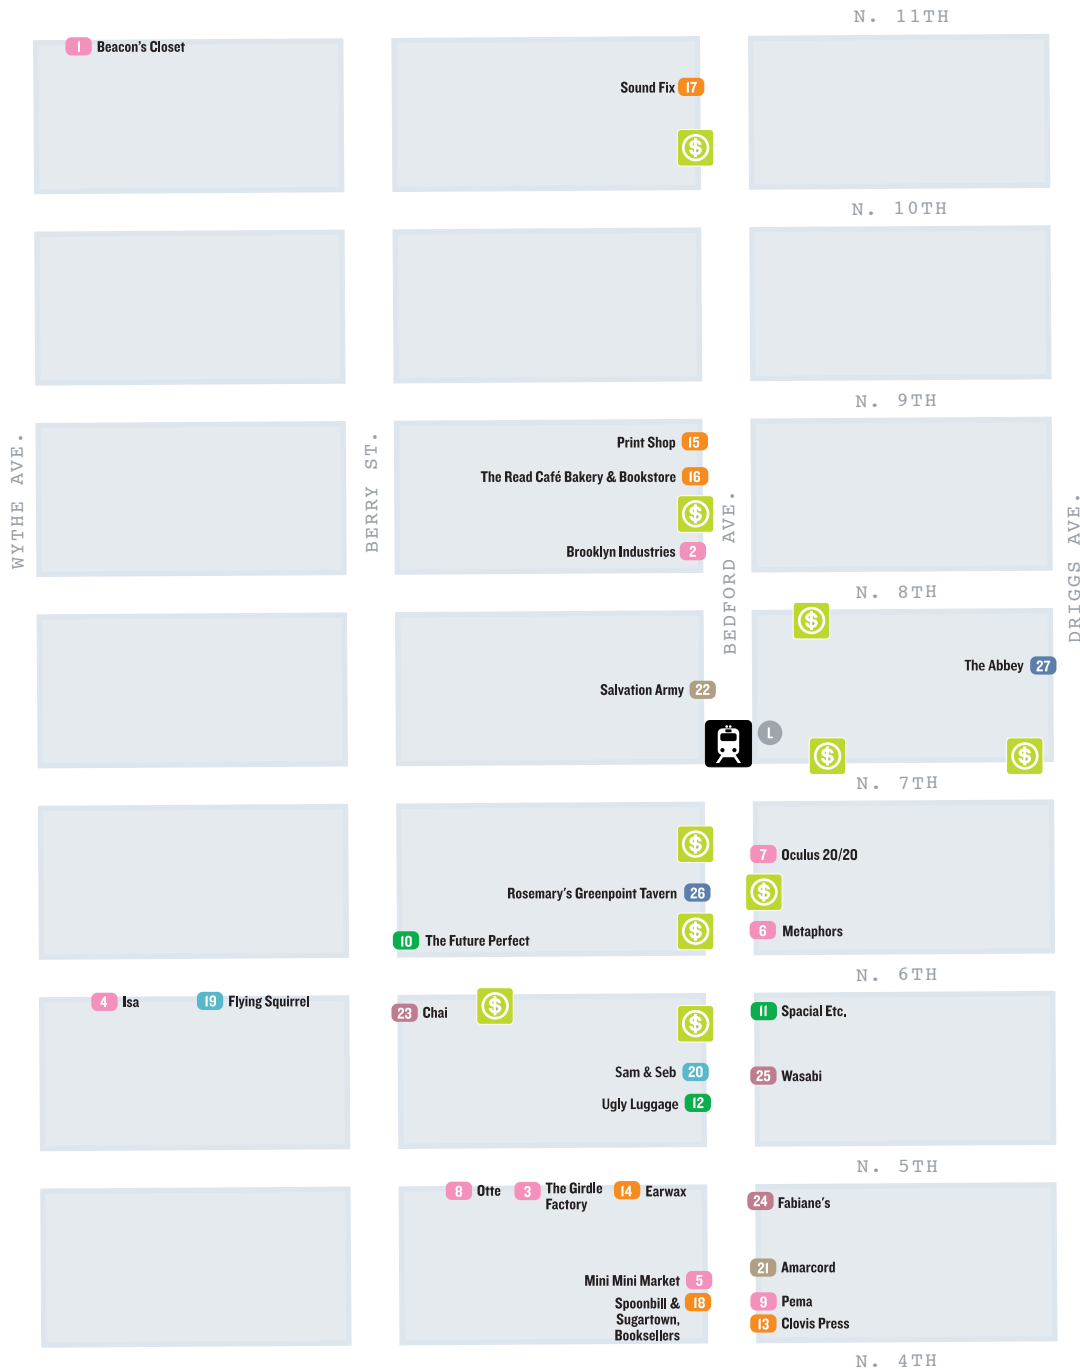 N. 11TH
1 Beacon's Closet
Sound Fix 17
$
N. 10TH
N. 9TH
WYTHE AVE.
BERRY ST.
Print Shop 15
The Read Café Bakery & Bookstore 16
$
Brooklyn Industries 2
BEDFORD AVE.
DRIGGS AVE.
N. 8TH
$
The Abbey 27
Salvation Army 22
L
$
$
N. 7TH
$
7 Oculus 20/20
Rosemary's Greenpoint Tavern 26
$
10 The Future Perfect
$
6 Metaphors
N. 6TH
4 Isa
19 Flying Squirrel
23 Chai
$
$
11 Spacial Etc.
Sam & Seb 20
25 Wasabi
Ugly Luggage 12
N. 5TH
8 Otte
3 The Girdle
Factory
14 Earwax
24 Fabiane's
21 Amarcord
Mini Mini Market 5
9 Pema
Spoonbill & 18
Sugartown,
Booksellers
13 Clovis Press
N. 4TH